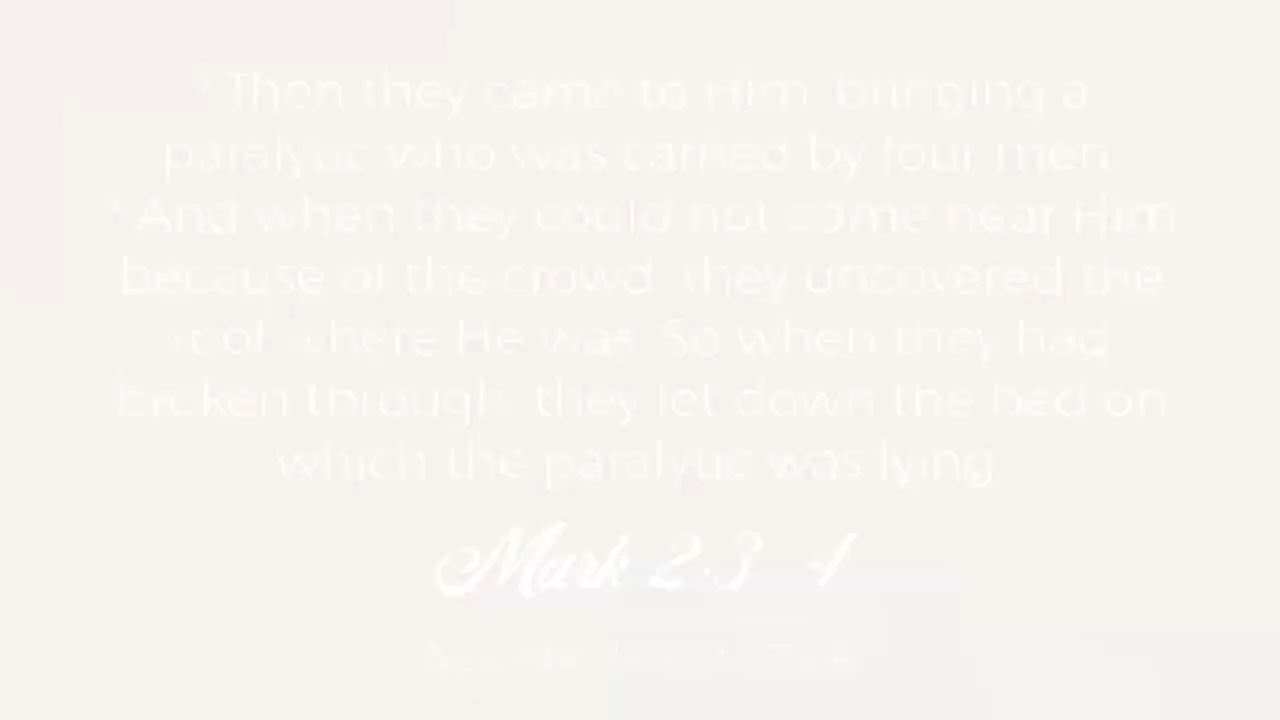 ³ Then they came to Him, bringing a
paralytic who was carried by four men.
⁴ And when they could not come near Him
because of the crowd, they uncovered the
roof where He was. So when they had
broken through, they let down the bed on
which the paralytic was lying.
Mark 2:3-4